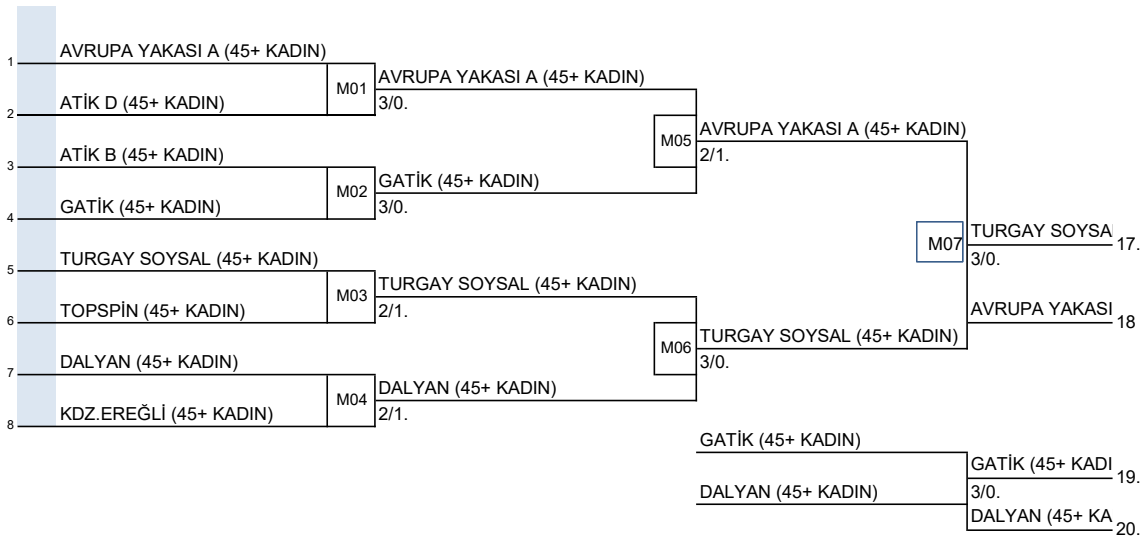 1 AVRUPA YAKASI A (45+ KADIN)
M01 AVRUPA YAKASI A (45+ KADIN)
2 ATİK D (45+ KADIN) 3/0.
M05 AVRUPA YAKASI A (45+ KADIN)
3 ATİK B (45+ KADIN) 2/1.
M02 GATİK (45+ KADIN)
4 GATİK (45+ KADIN) 3/0.
M07 TURGAY SOYSA 17.
5 TURGAY SOYSAL (45+ KADIN) 3/0.
M03 TURGAY SOYSAL (45+ KADIN)
6 TOPSPİN (45+ KADIN) 2/1. AVRUPA YAKASI 18
M06 TURGAY SOYSAL (45+ KADIN)
7 DALYAN (45+ KADIN) 3/0.
M04 DALYAN (45+ KADIN)
8 KDZ.EREĞLİ (45+ KADIN) 2/1.
GATİK (45+ KADIN)
GATİK (45+ KADI 19.
DALYAN (45+ KADIN) 3/0.
DALYAN (45+ KA 20.